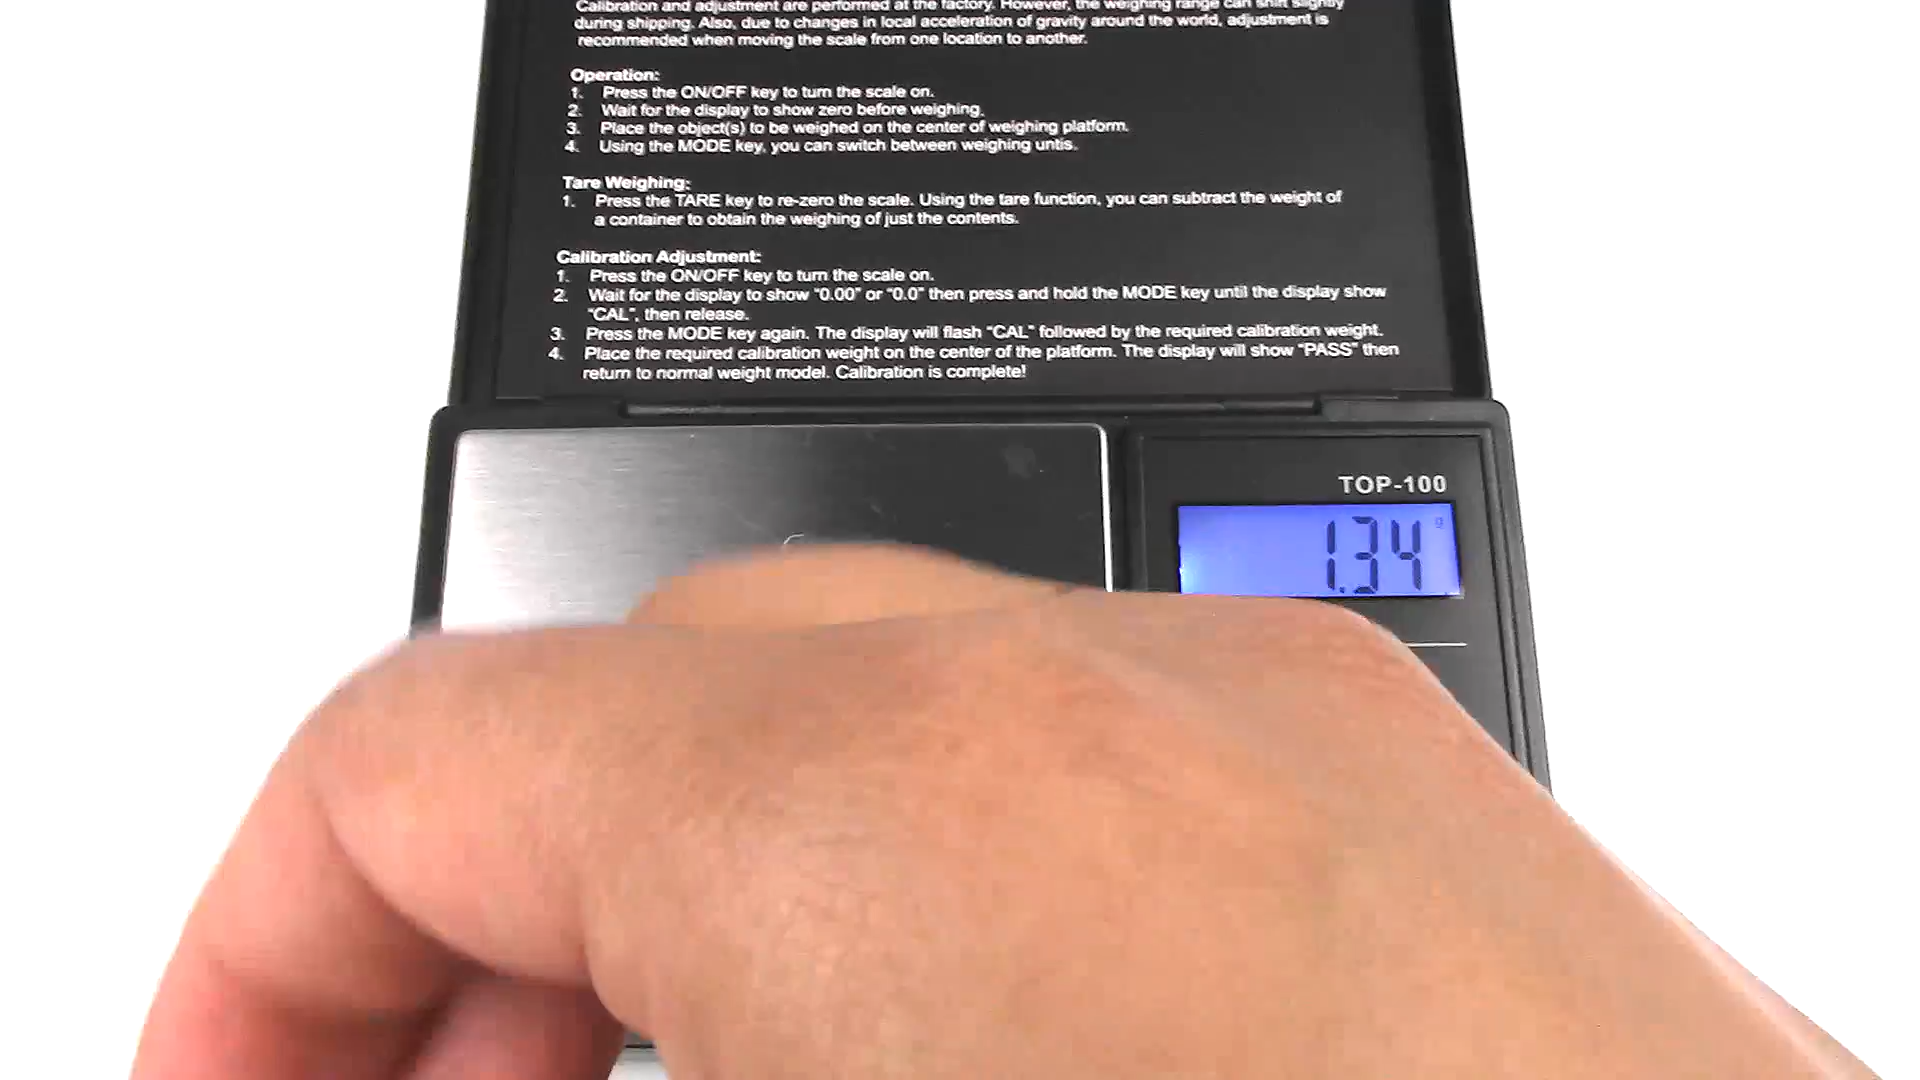 Calibration and adjustment are performed at the factory. However, the weighing range can shift slightly
during shipping. Also, due to changes in local acceleration of gravity around the world, adjustment is
recommended when moving the scale from one location to another.
Operation:
1. Press the ON/OFF key to turn the scale on.
2. Wait for the display to show zero before weighing.
3. Place the object(s) to be weighed on the center of weighing platform.
4. Using the MODE key, you can switch between weighing untis.
Tare Weighing:
1. Press the TARE key to re-zero the scale. Using the tare function, you can subtract the weight of
a container to obtain the weighing of just the contents.
Calibration Adjustment:
1. Press the ON/OFF key to turn the scale on.
2. Wait for the display to show “0.00” or “0.0” then press and hold the MODE key until the display show
“CAL”, then release.
3. Press the MODE key again. The display will flash “CAL” followed by the required calibration weight.
4. Place the required calibration weight on the center of the platform. The display will show “PASS” then
return to normal weight model. Calibration is complete!
TOP-100
1.34 g